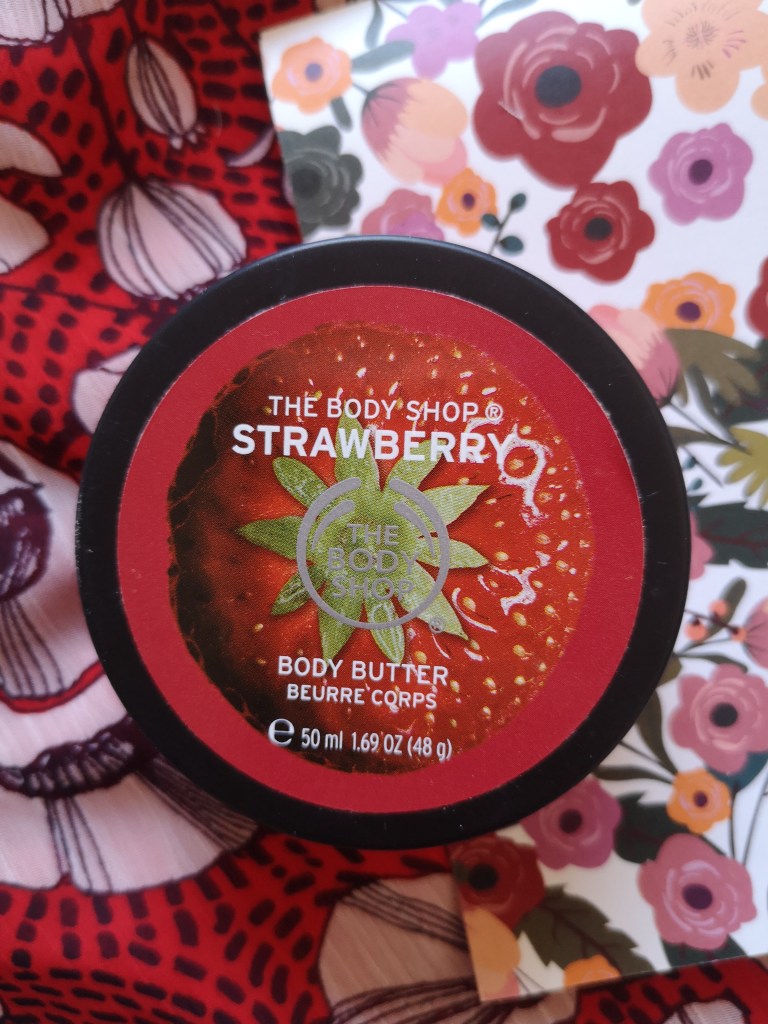 THE BODY SHOP ®
STRAWBERRY
THE
BODY
SHOP
®
BODY BUTTER
BEURRE CORPS
℮ 50 ml 1.69 OZ (48 g)